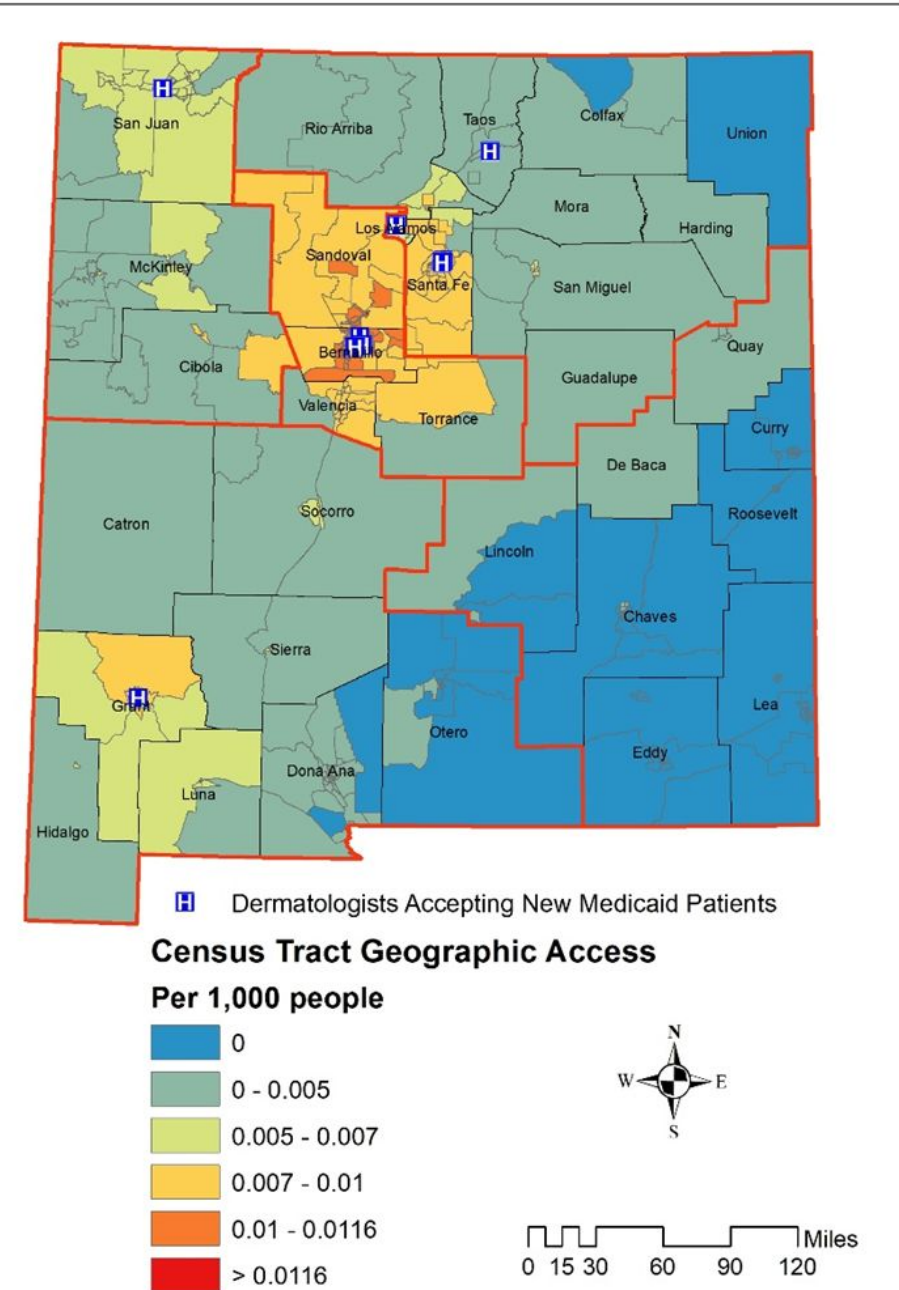 San Juan
Rio Arriba
Taos
Colfax
Union
Mora
Harding
Los Alamos
McKinley
Sandoval
Santa Fe
San Miguel
Quay
Cibola
Bernalillo
Guadalupe
Valencia
Torrance
Curry
De Baca
Catron
Socorro
Roosevelt
Lincoln
Chaves
Sierra
Grant
Lea
Otero
Eddy
Dona Ana
Luna
Hidalgo
H Dermatologists Accepting New Medicaid Patients
Census Tract Geographic Access
Per 1,000 people
0
0 - 0.005
0.005 - 0.007
0.007 - 0.01
0.01 - 0.0116
> 0.0116
N
W E
S
Miles
0 15 30 60 90 120